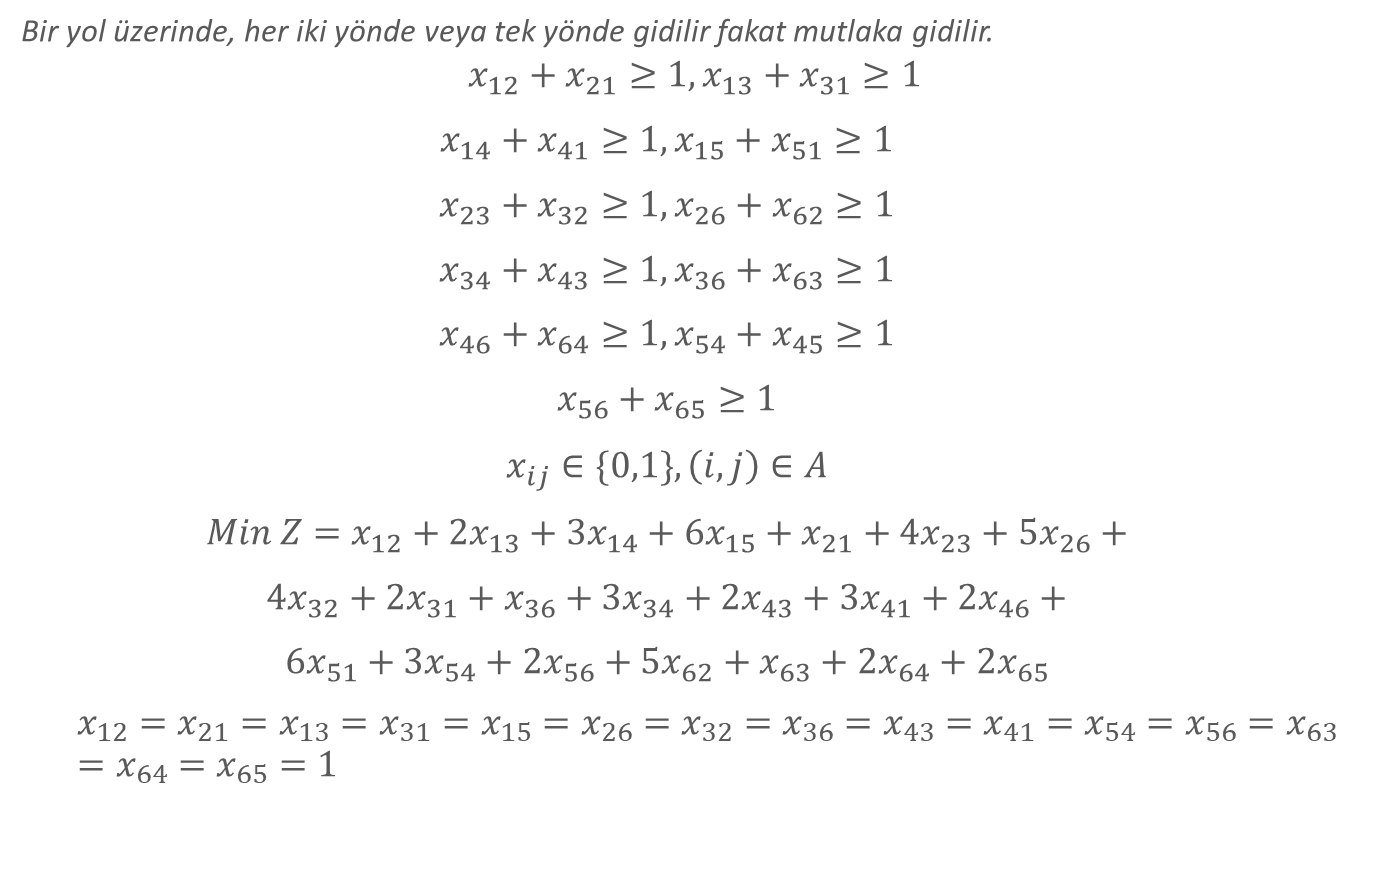 Bir yol üzerinde, her iki yönde veya tek yönde gidilir fakat mutlaka gidilir.
x₁₂ + x₂₁ ≥ 1, x₁₃ + x₃₁ ≥ 1
x₁₄ + x₄₁ ≥ 1, x₁₅ + x₅₁ ≥ 1
x₂₃ + x₃₂ ≥ 1, x₂₆ + x₆₂ ≥ 1
x₃₄ + x₄₃ ≥ 1, x₃₆ + x₆₃ ≥ 1
x₄₆ + x₆₄ ≥ 1, x₅₄ + x₄₅ ≥ 1
x₅₆ + x₆₅ ≥ 1
xᵢⱼ ∈ {0,1}, (i, j) ∈ A
Min Z = x₁₂ + 2x₁₃ + 3x₁₄ + 6x₁₅ + x₂₁ + 4x₂₃ + 5x₂₆ +
4x₃₂ + 2x₃₁ + x₃₆ + 3x₃₄ + 2x₄₃ + 3x₄₁ + 2x₄₆ +
6x₅₁ + 3x₅₄ + 2x₅₆ + 5x₆₂ + x₆₃ + 2x₆₄ + 2x₆₅
x₁₂ = x₂₁ = x₁₃ = x₃₁ = x₁₅ = x₂₆ = x₃₂ = x₃₆ = x₄₃ = x₄₁ = x₅₄ = x₅₆ = x₆₃
= x₆₄ = x₆₅ = 1